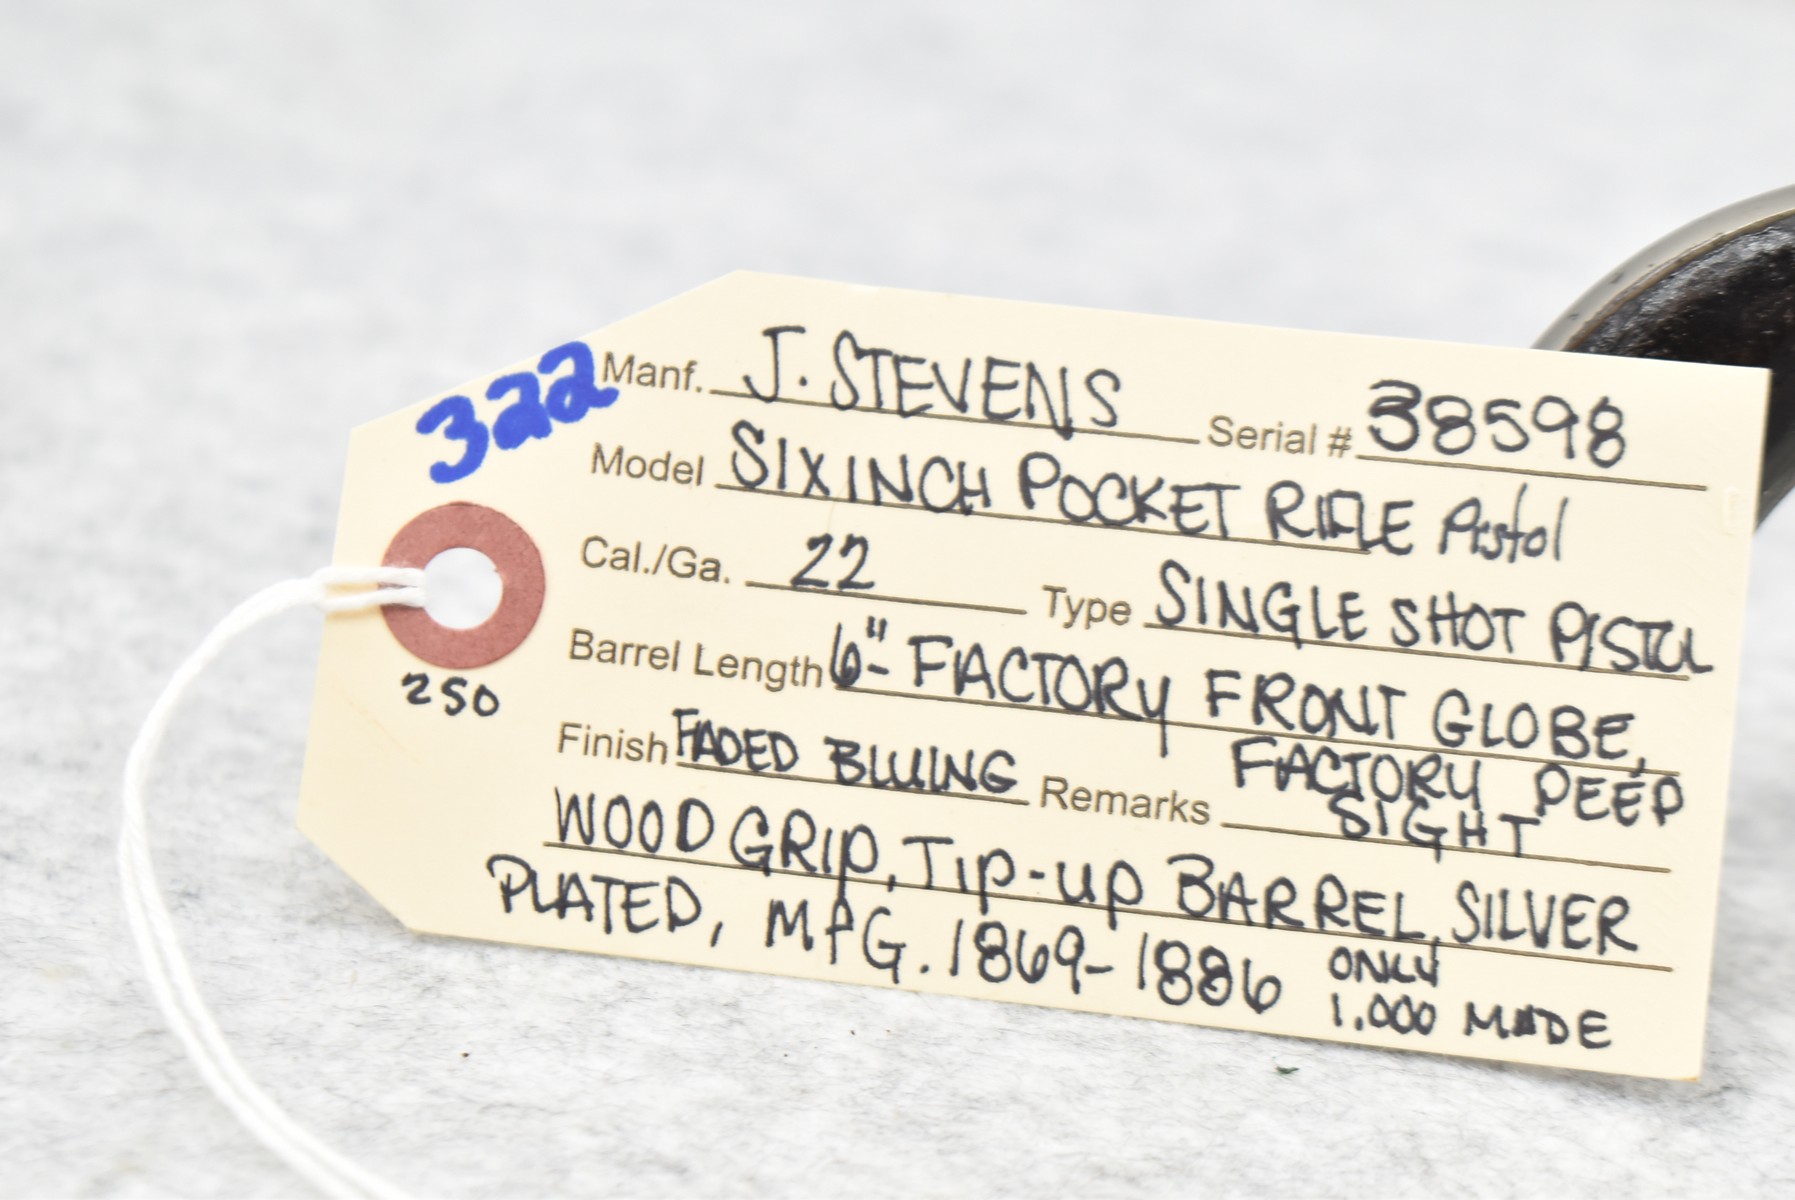 322
Manf. J. STEVENS Serial # 38598
Model SIX INCH POCKET RIFLE Pistol
Cal./Ga. 22 Type SINGLE SHOT PISTOL
Barrel Length 6" - FACTORY FRONT GLOBE,
250
Finish FADED BLUING Remarks FACTORY PEEP
SIGHT
WOOD GRIP, TIP-UP BARREL, SILVER
PLATED, MFG. 1869-1886 ONLY
1.000 MADE